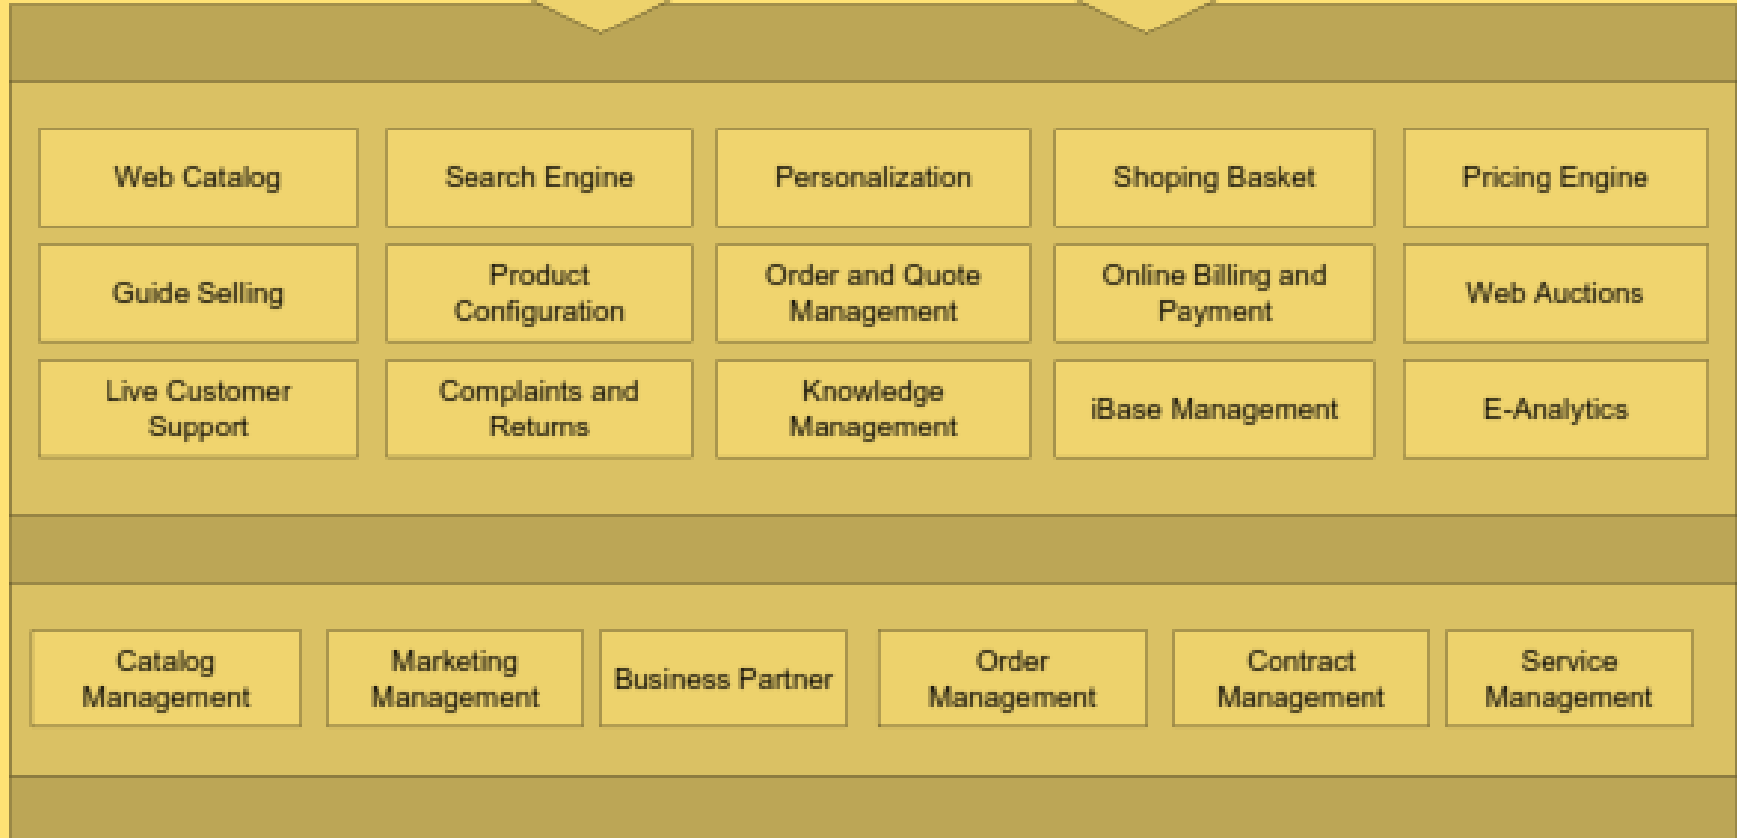 Web Catalog
Search Engine
Personalization
Shoping Basket
Pricing Engine
Guide Selling
Product
Configuration
Order and Quote
Management
Online Billing and
Payment
Web Auctions
Live Customer
Support
Complaints and
Returns
Knowledge
Management
iBase Management
E-Analytics
Catalog
Management
Marketing
Management
Business Partner
Order
Management
Contract
Management
Service
Management